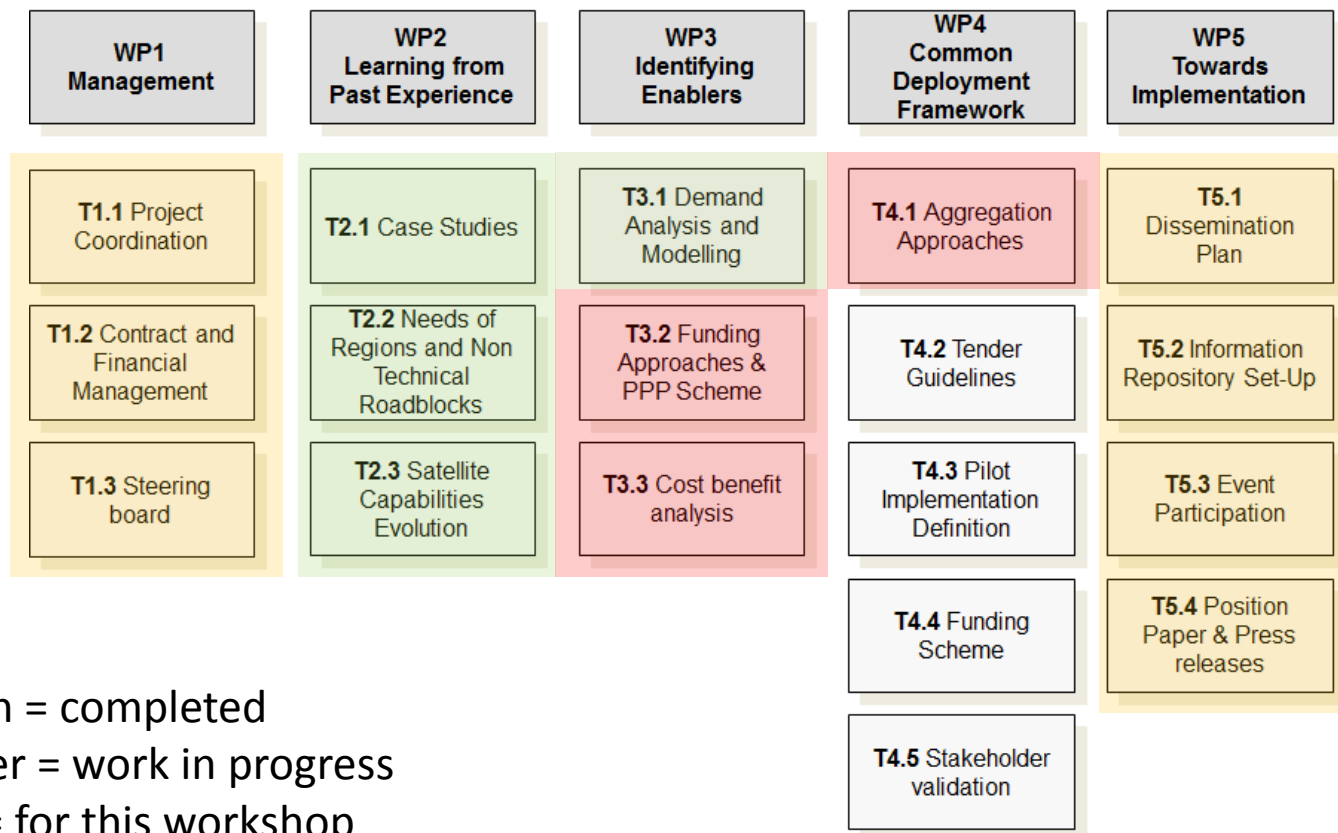 WP1
Management
WP2
Learning from
Past Experience
WP3
Identifying
Enablers
WP4
Common
Deployment
Framework
WP5
Towards
Implementation
T1.1 Project
Coordination
T1.2 Contract and
Financial
Management
T1.3 Steering
board
T2.1 Case Studies
T2.2 Needs of
Regions and Non
Technical
Roadblocks
T2.3 Satellite
Capabilities
Evolution
T3.1 Demand
Analysis and
Modelling
T3.2 Funding
Approaches &
PPP Scheme
T3.3 Cost benefit
analysis
T4.1 Aggregation
Approaches
T4.2 Tender
Guidelines
T4.3 Pilot
Implementation
Definition
T4.4 Funding
Scheme
T4.5 Stakeholder
validation
T5.1
Dissemination
Plan
T5.2 Information
Repository Set-Up
T5.3 Event
Participation
T5.4 Position
Paper & Press
releases
= completed
= work in progress
= for this workshop